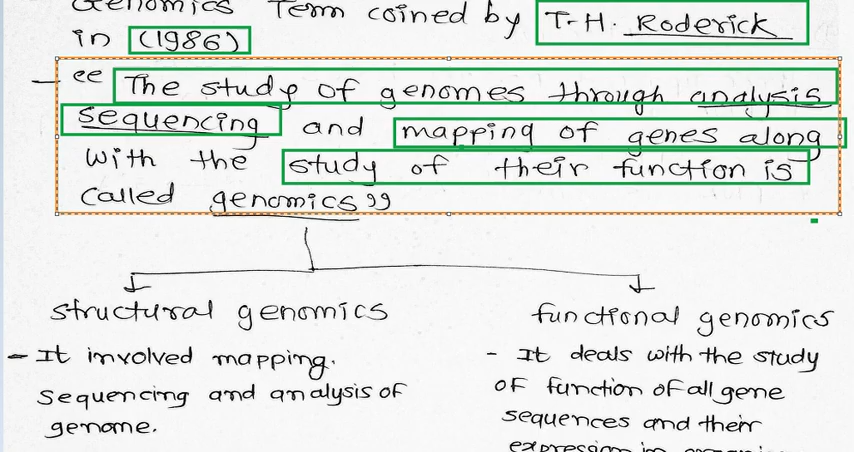 Genomics Term coined by T.H. Roderick
in (1986)
— "The study of genomes through analysis
sequencing and mapping of genes along
with the study of their function is
called genomics"
structural genomics
- It involved mapping.
sequencing and analysis of
genome.
functional genomics
- It deals with the study
of function of all gene
sequences and their
expression in